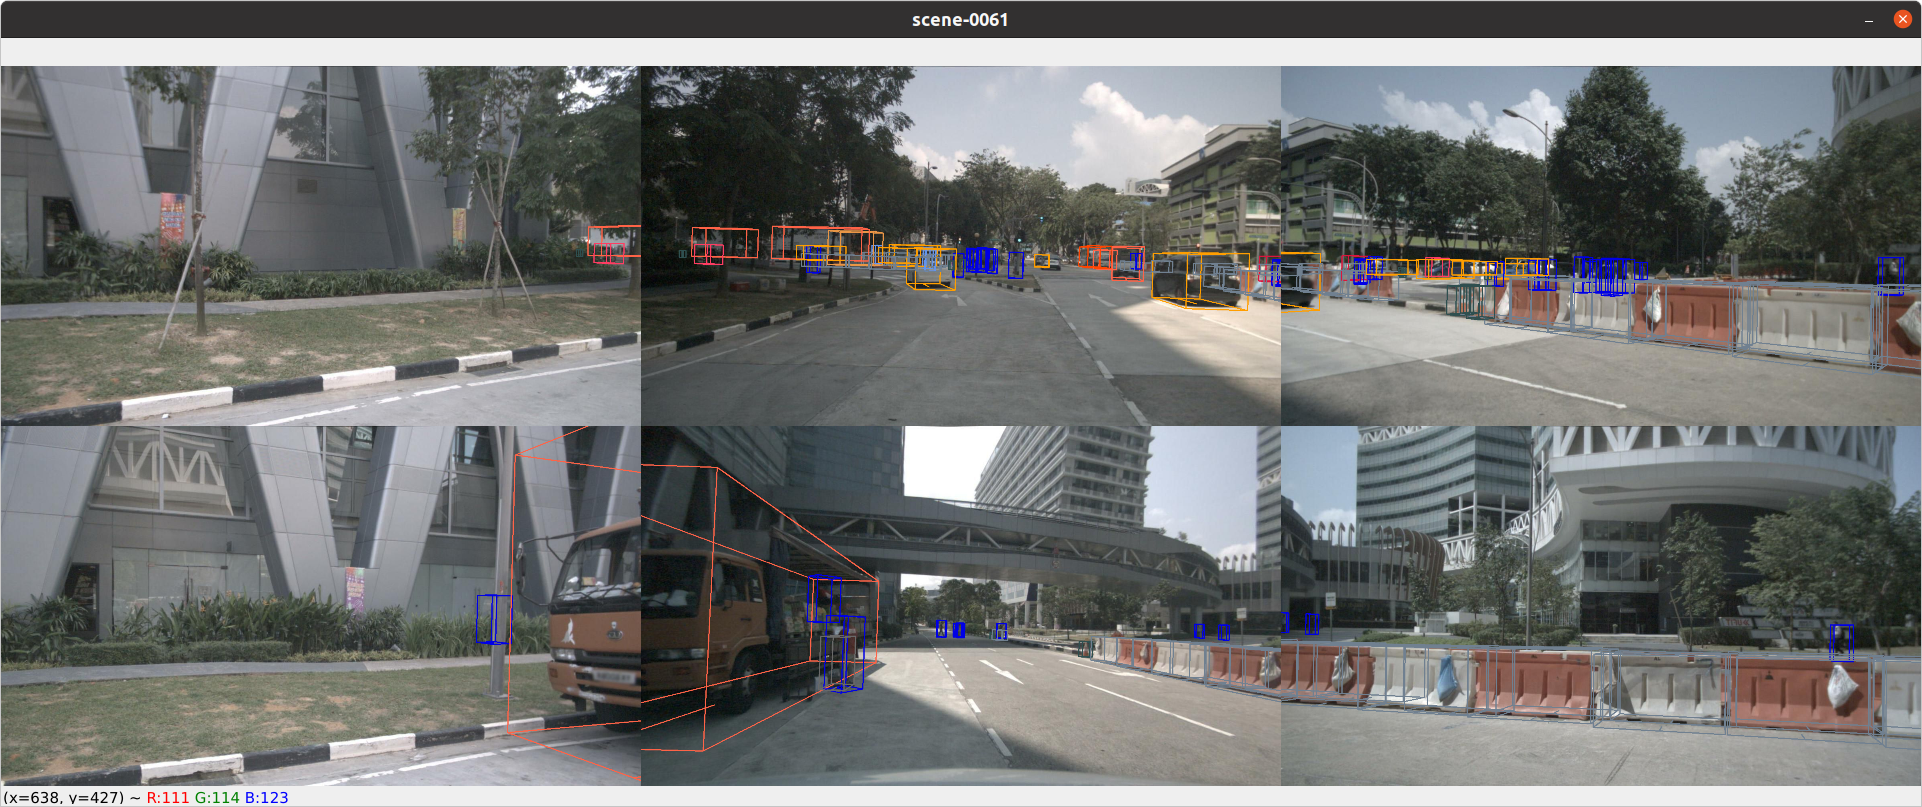 scene-0061
(x=638, y=427) ~ R:111 G:114 B:123